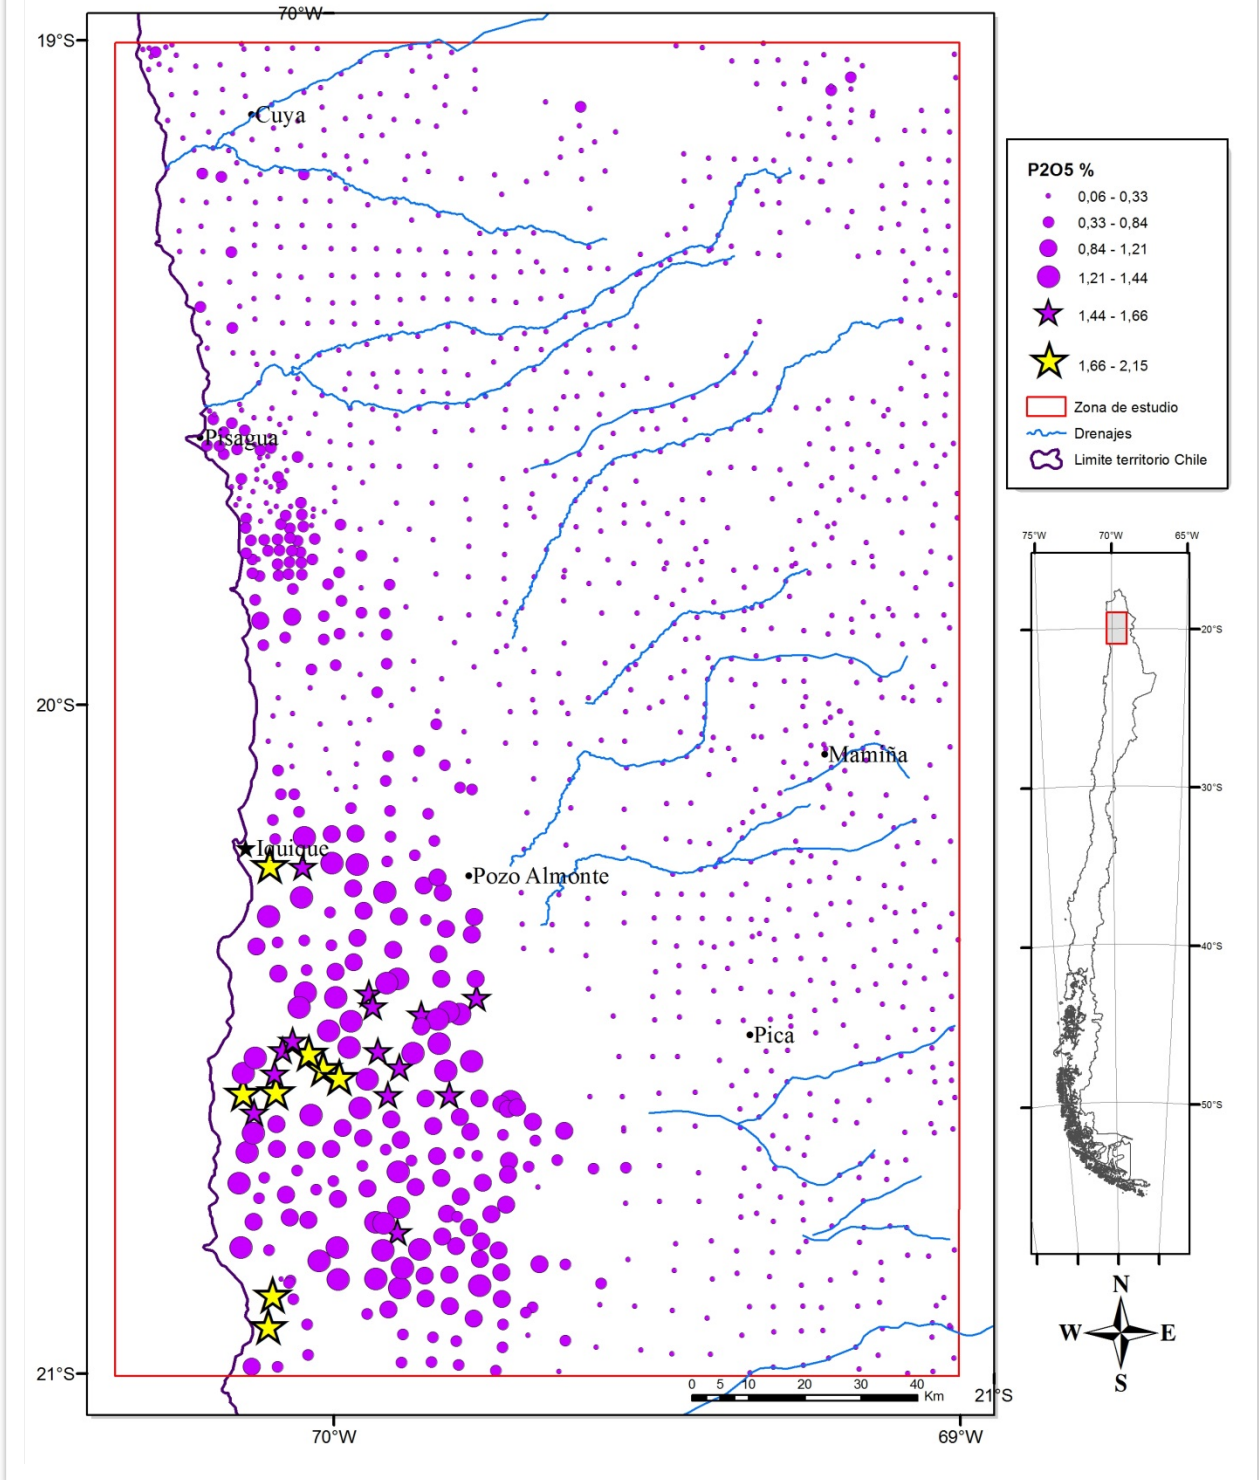 70°W
19°S
Cuya
Pisagua
20°S
Mamiña
Iquique
Pozo Almonte
Pica
21°S
0 5 10 20 30 40
Km
21°S
70°W
69°W
P2O5 %
0,06 - 0,33
0,33 - 0,84
0,84 - 1,21
1,21 - 1,44
1,44 - 1,66
1,66 - 2,15
Zona de estudio
Drenajes
Limite territorio Chile
75°W 70°W 65°W
20°S
30°S
40°S
50°S
N
W E
S